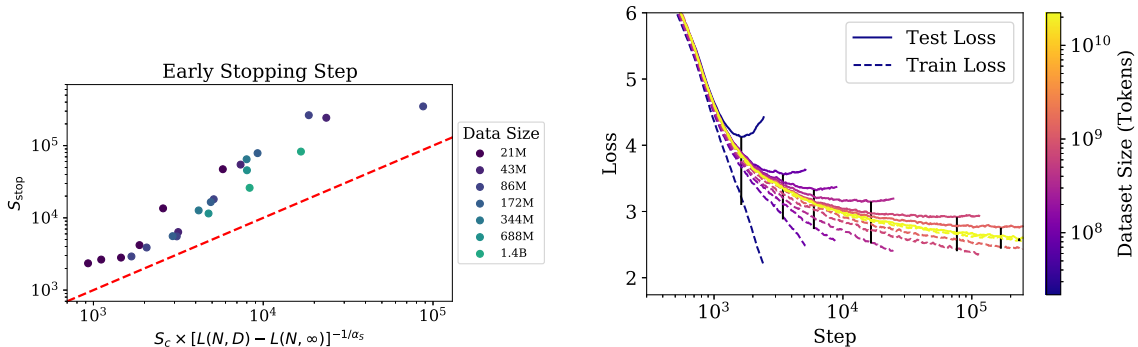 Early Stopping Step
S_stop
10^5
10^4
10^3
10^3
10^4
10^5
S_c × [L(N, D) − L(N, ∞)]^{−1/α_S}
Data Size
21M
43M
86M
172M
344M
688M
1.4B
Loss
6
5
4
3
2
10^3
10^4
10^5
Step
Test Loss
Train Loss
10^10
10^9
10^8
Dataset Size (Tokens)